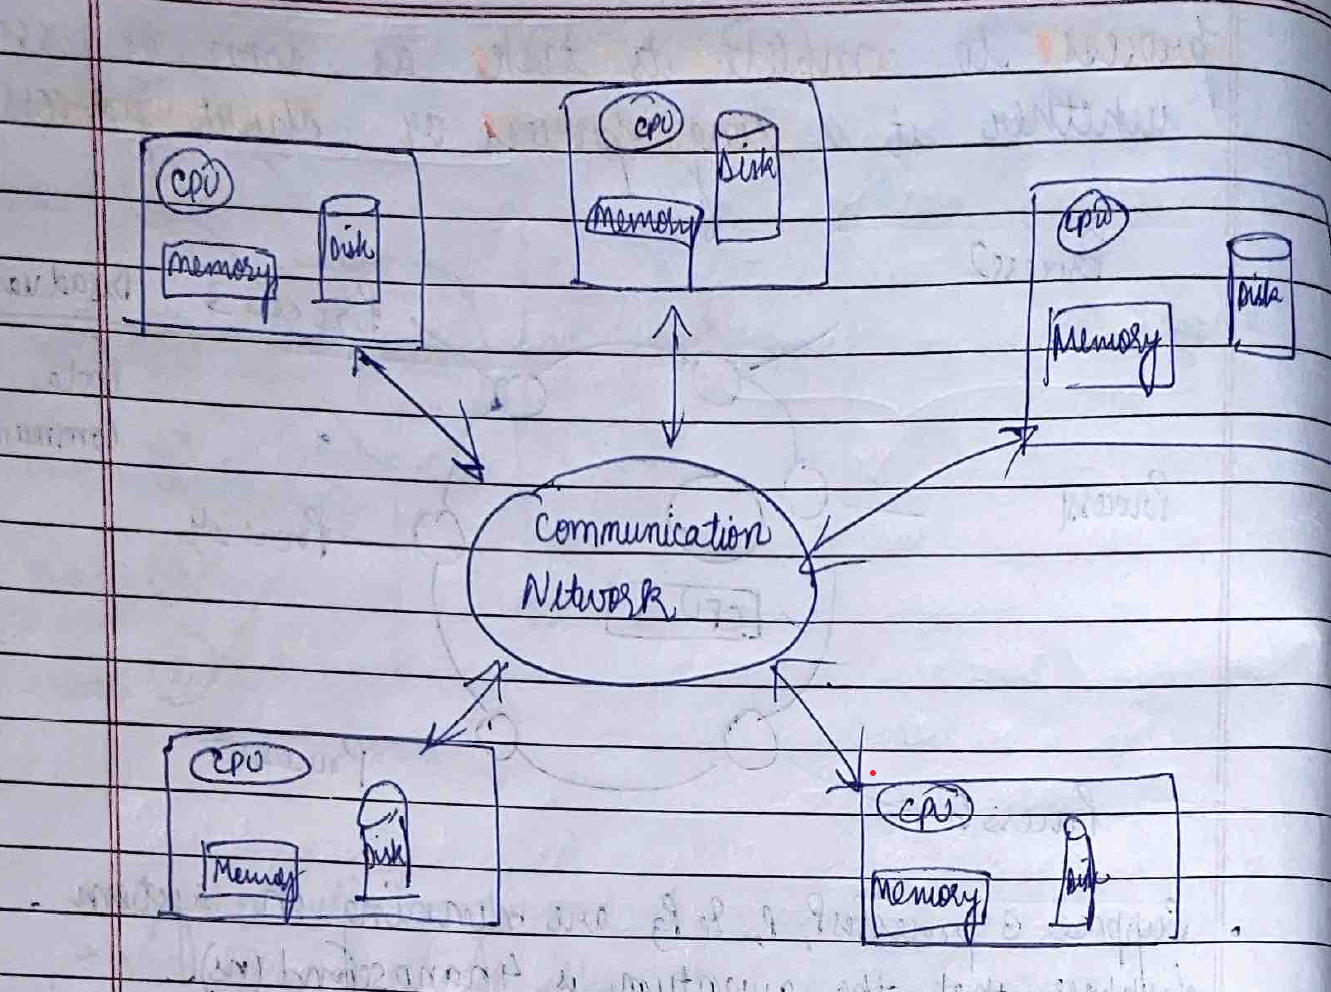 CPU
Disk
Memory
CPU
Disk
Memory
CPU
Disk
Memory
Communication
Network
CPU
Disk
Memory
CPU
Disk
Memory